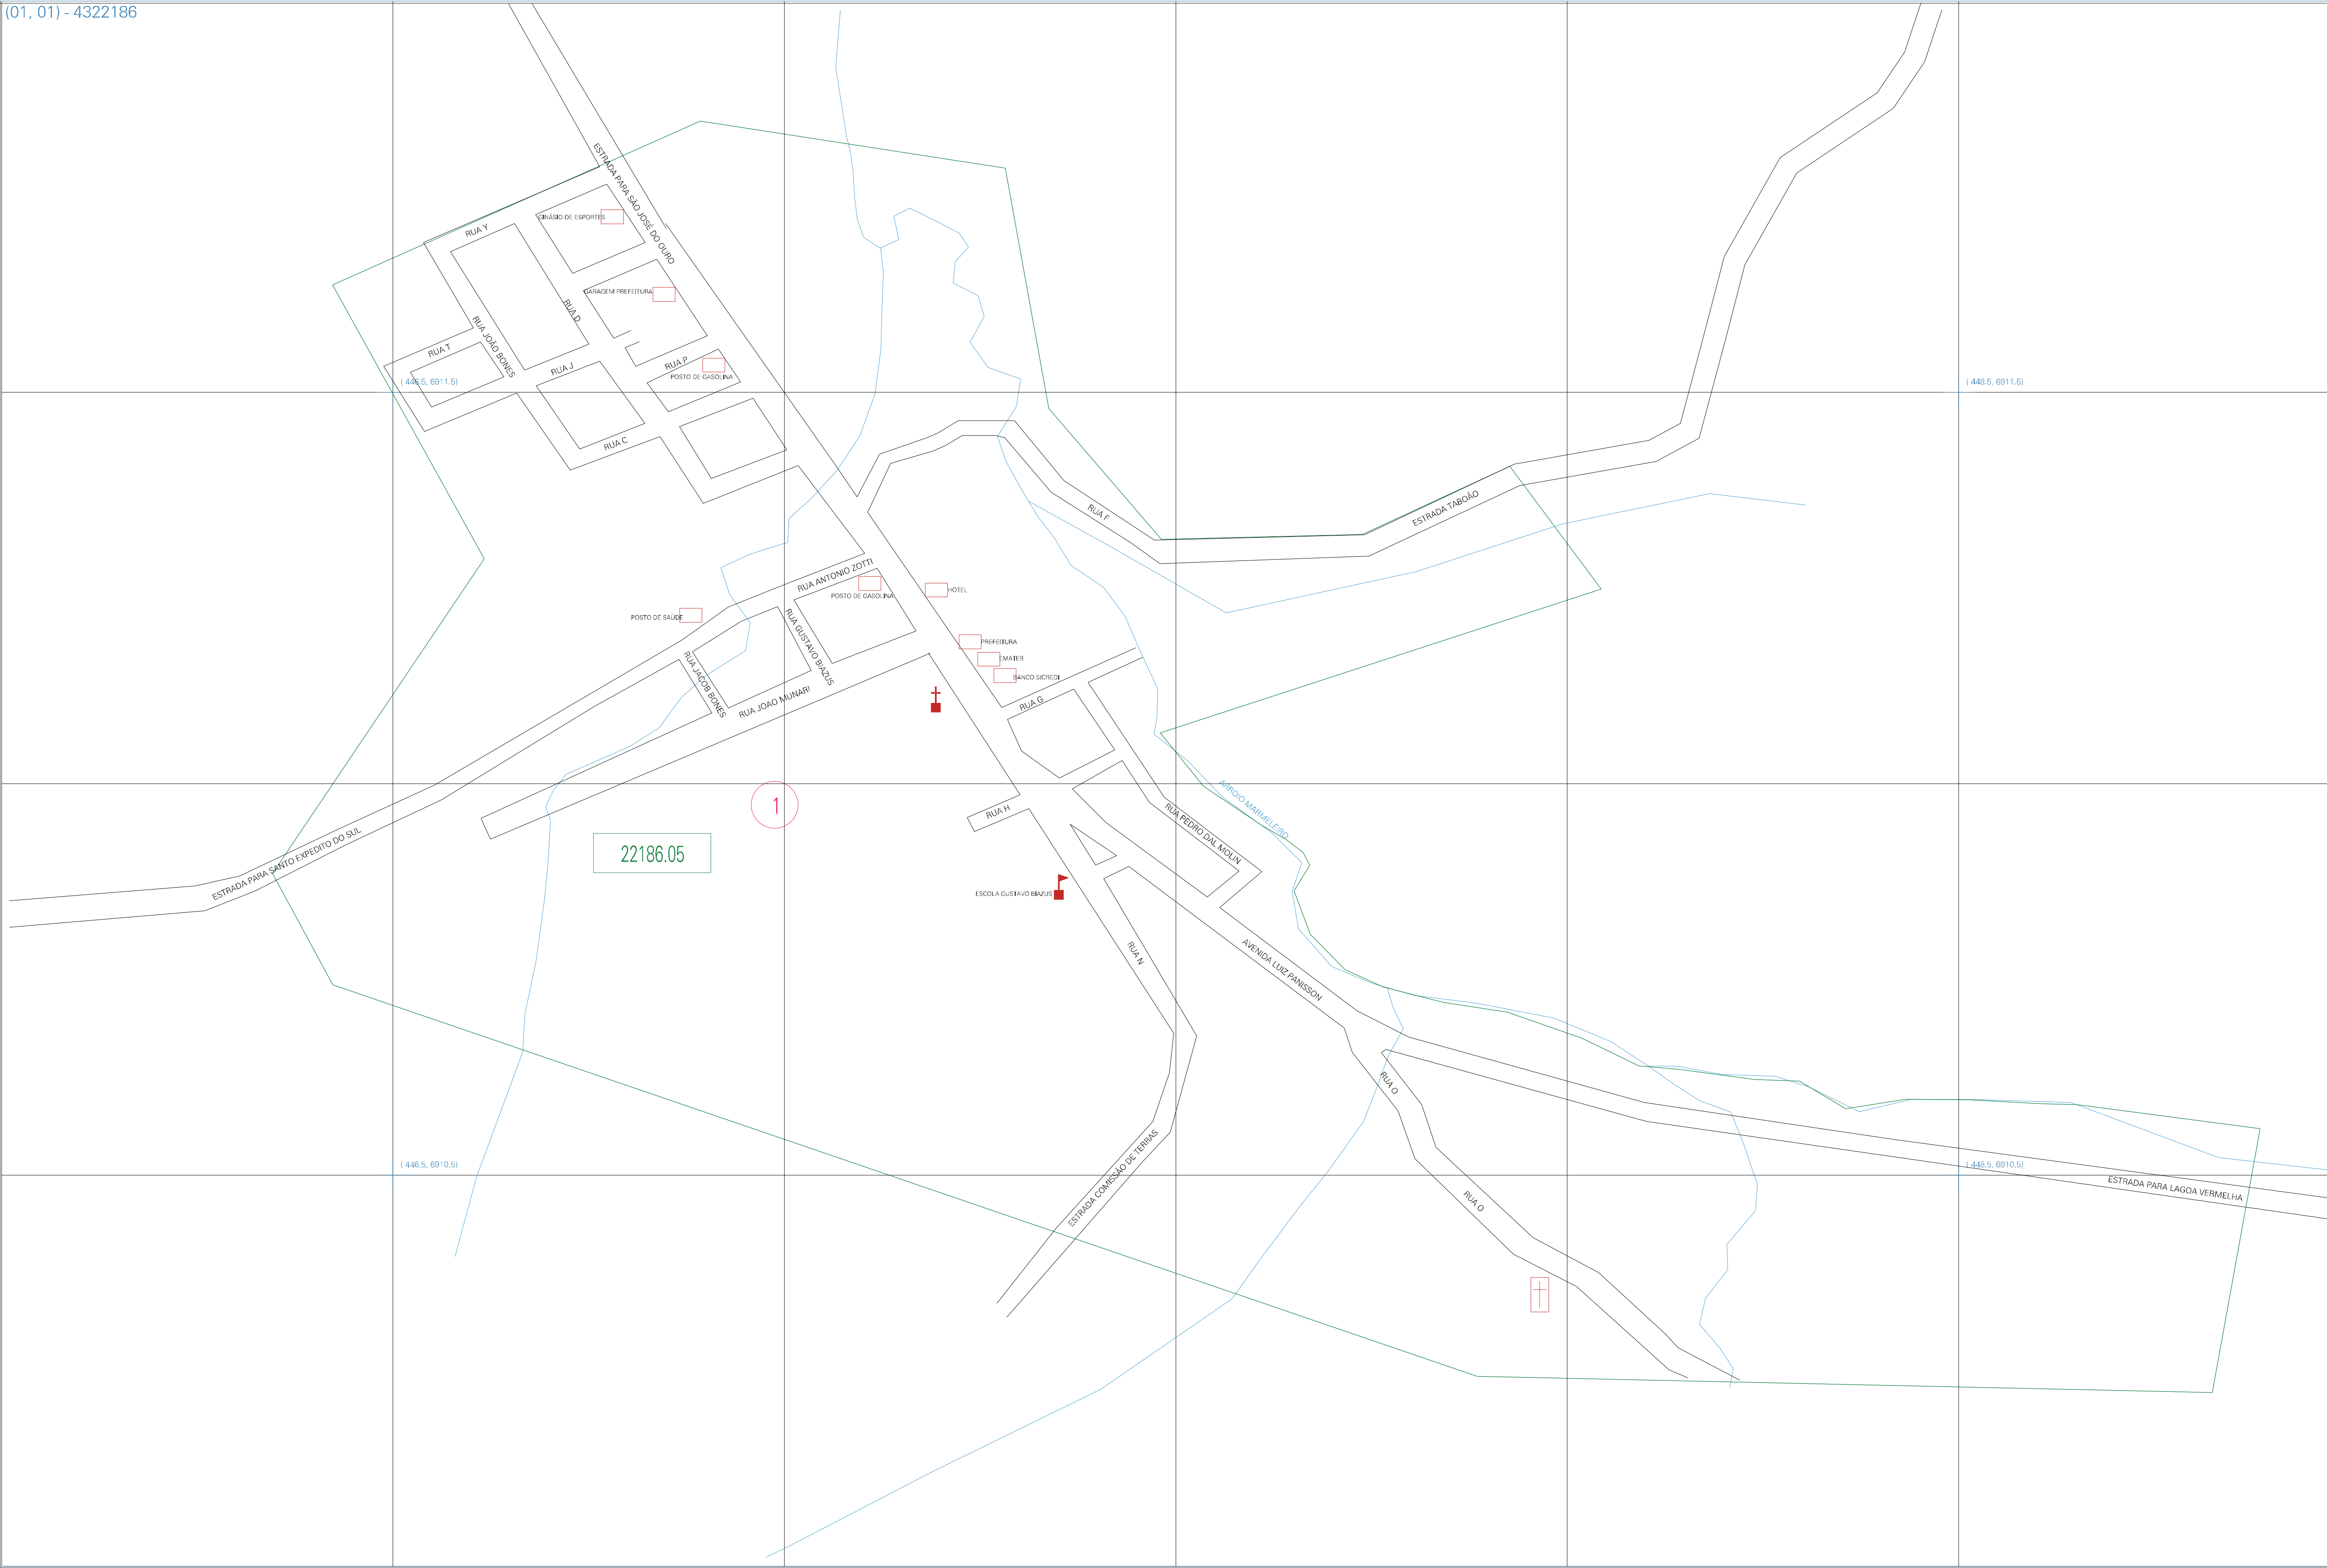 (01, 01) - 4322186
ESTRADA PARA SÃO JOSÉ DO OURO
GINÁSIO DE ESPORTES
RUA Y
GARAGEM PREFEITURA
RUA D
RUA JOÃO BONES
RUA T
RUA J
RUA P
POSTO DE GASOLINA
( 446.5, 6911.5)
( 448.5, 6911.5)
RUA C
RUA F
ESTRADA TABOÃO
RUA ANTONIO ZOTTI
POSTO DE GASOLINA
HOTEL
POSTO DE SAÚDE
RUA GUSTAVO BIAZUS
PREFEITURA
EMATER
BANCO SICREDI
RUA JACOB BONES
RUA JOAO MUNARI
RUA G
ARROIO MARMELEIRO
1
RUA H
RUA PEDRO DAL MOLIN
22186.05
ESTRADA PARA SANTO EXPEDITO DO SUL
ESCOLA GUSTAVO BIAZUS
RUA N
AVENIDA LUIZ PANISSON
RUA O
ESTRADA COMISSÃO DE TERRAS
( 446.5, 6910.5)
( 448.5, 6910.5)
RUA O
ESTRADA PARA LAGOA VERMELHA